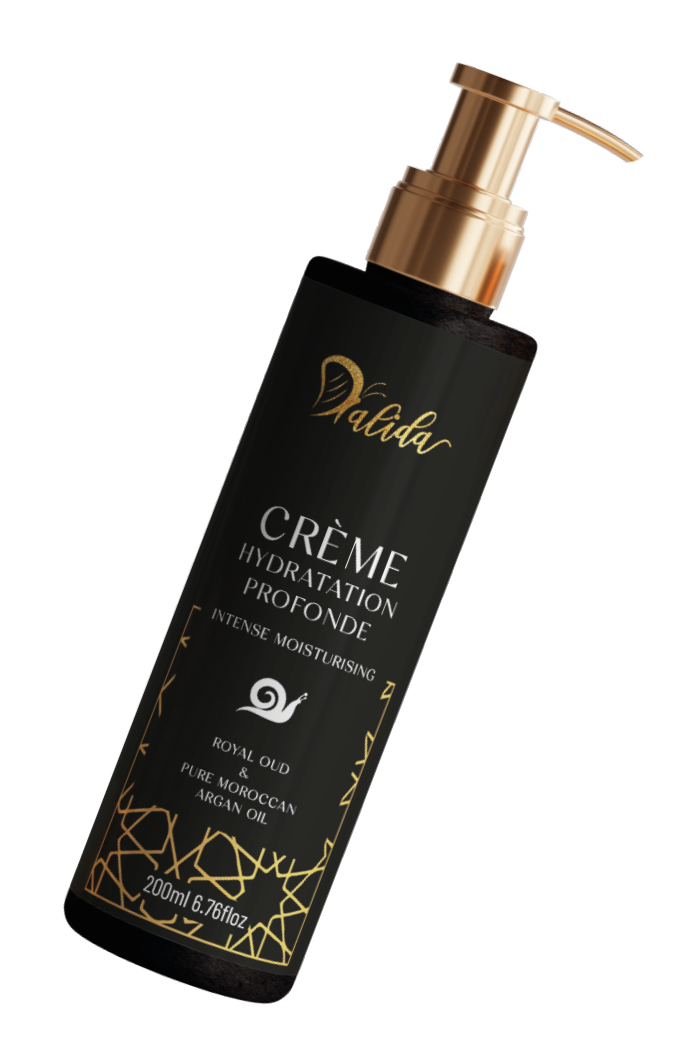 Dalida
CRÈME
HYDRATATION
PROFONDE
INTENSE MOISTURISING
ROYAL OUD
&
PURE MOROCCAN
ARGAN OIL
200ml 6.76floz